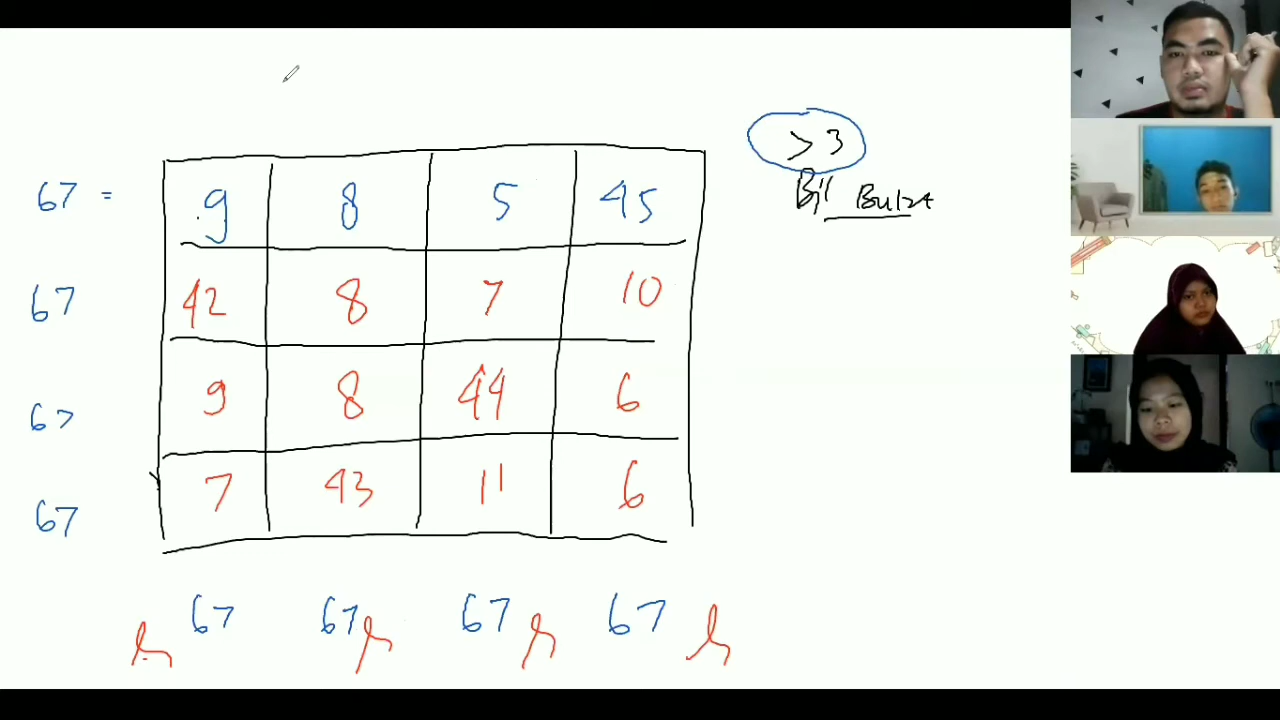 > 3
Bil Bulat
67 = 9 8 5 45
67 42 8 7 10
67 9 8 44 6
67 7 43 11 6
67 67 67 67